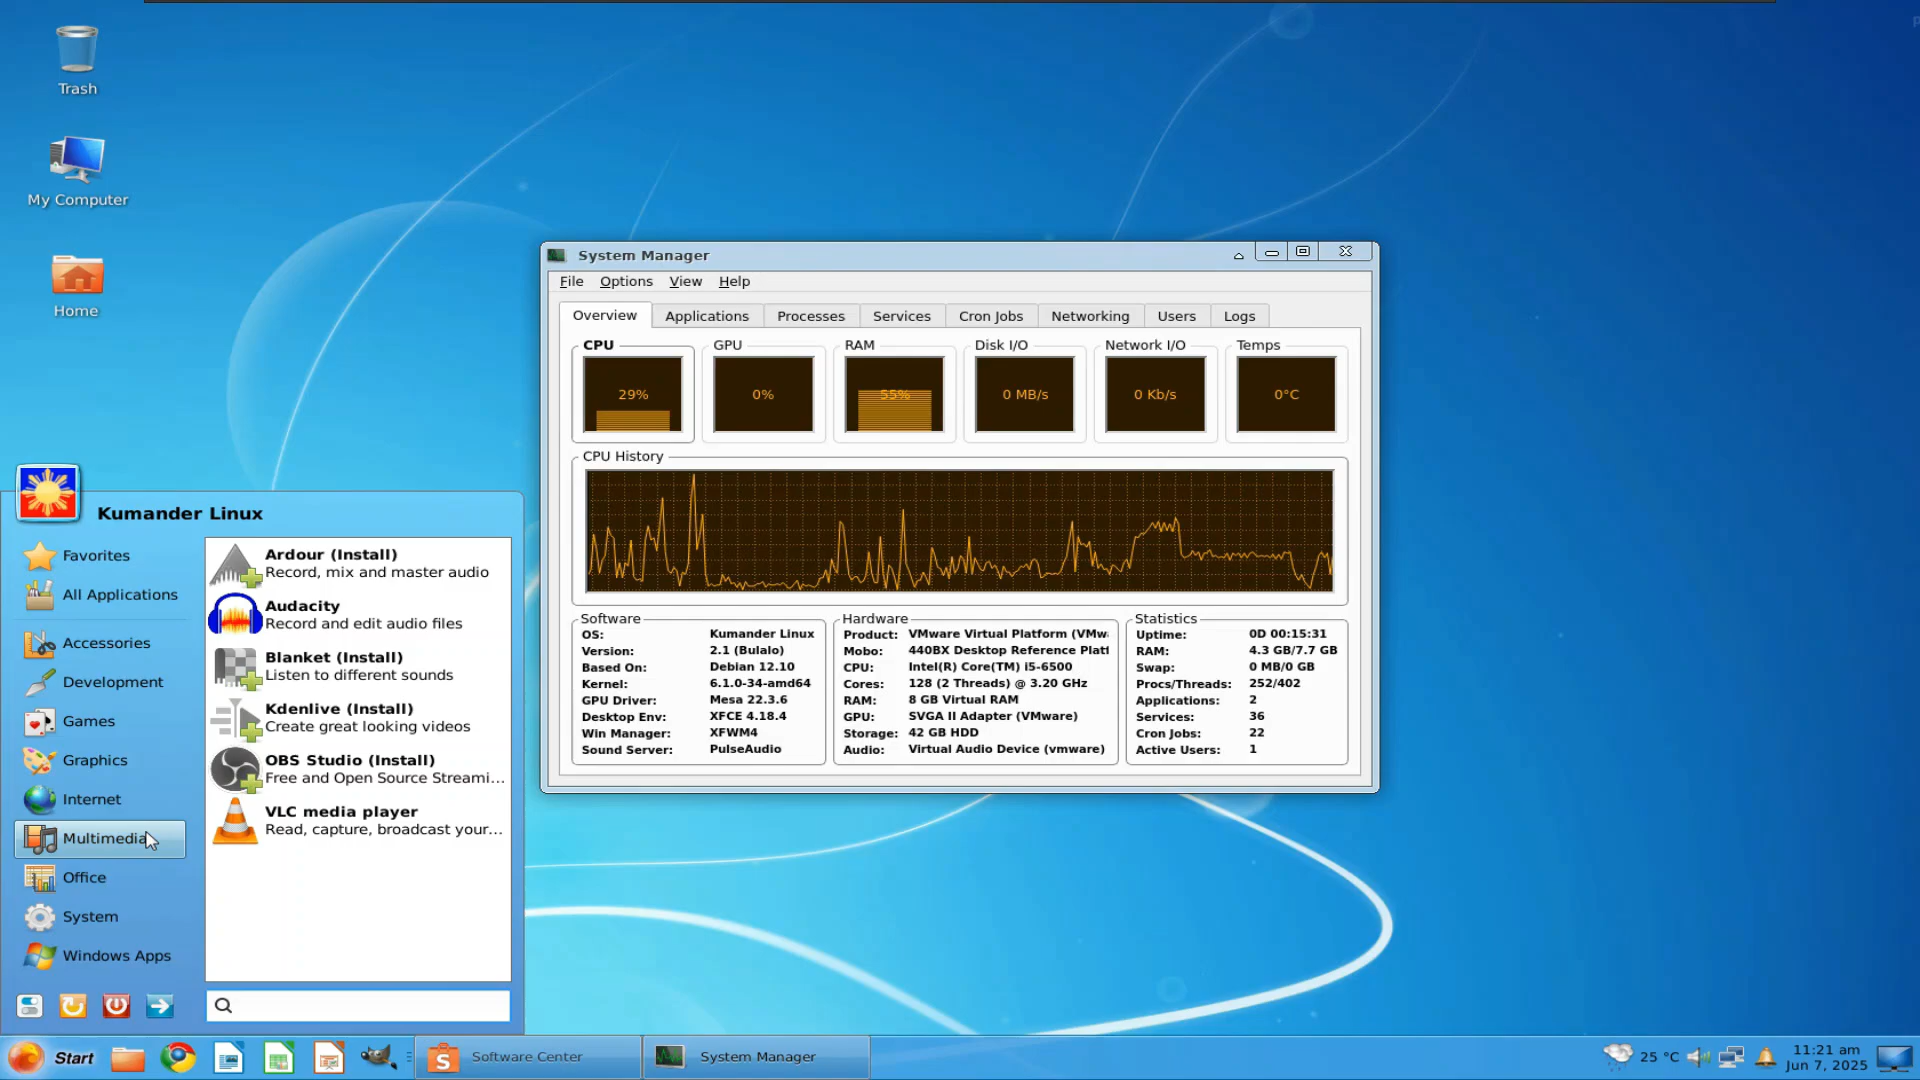 Trash
My Computer
Home
System Manager
File Options View Help
Overview Applications Processes Services Cron Jobs Networking Users Logs
CPU GPU RAM Disk I/O Network I/O Temps
29% 0% 55% 0 MB/s 0 Kb/s 0°C
CPU History
Software
OS: Kumander Linux
Version: 2.1 (Bulalo)
Based On: Debian 12.10
Kernel: 6.1.0-34-amd64
GPU Driver: Mesa 22.3.6
Desktop Env: XFCE 4.18.4
Win Manager: XFWM4
Sound Server: PulseAudio
Hardware
Product: VMware Virtual Platform (VMw
Mobo: 440BX Desktop Reference Platf
CPU: Intel(R) Core(TM) i5-6500
Cores: 128 (2 Threads) @ 3.20 GHz
RAM: 8 GB Virtual RAM
GPU: SVGA II Adapter (VMware)
Storage: 42 GB HDD
Audio: Virtual Audio Device (vmware)
Statistics
Uptime: 0D 00:15:31
RAM: 4.3 GB/7.7 GB
Swap: 0 MB/0 GB
Procs/Threads: 252/402
Applications: 2
Services: 36
Cron Jobs: 22
Active Users: 1
Kumander Linux
Favorites
All Applications
Accessories
Development
Games
Graphics
Internet
Multimedia
Office
System
Windows Apps
Ardour (Install)
Record, mix and master audio
Audacity
Record and edit audio files
Blanket (Install)
Listen to different sounds
Kdenlive (Install)
Create great looking videos
OBS Studio (Install)
Free and Open Source Streami...
VLC media player
Read, capture, broadcast your...
Start
Software Center
System Manager
25 °C
11:21 am
Jun 7, 2025